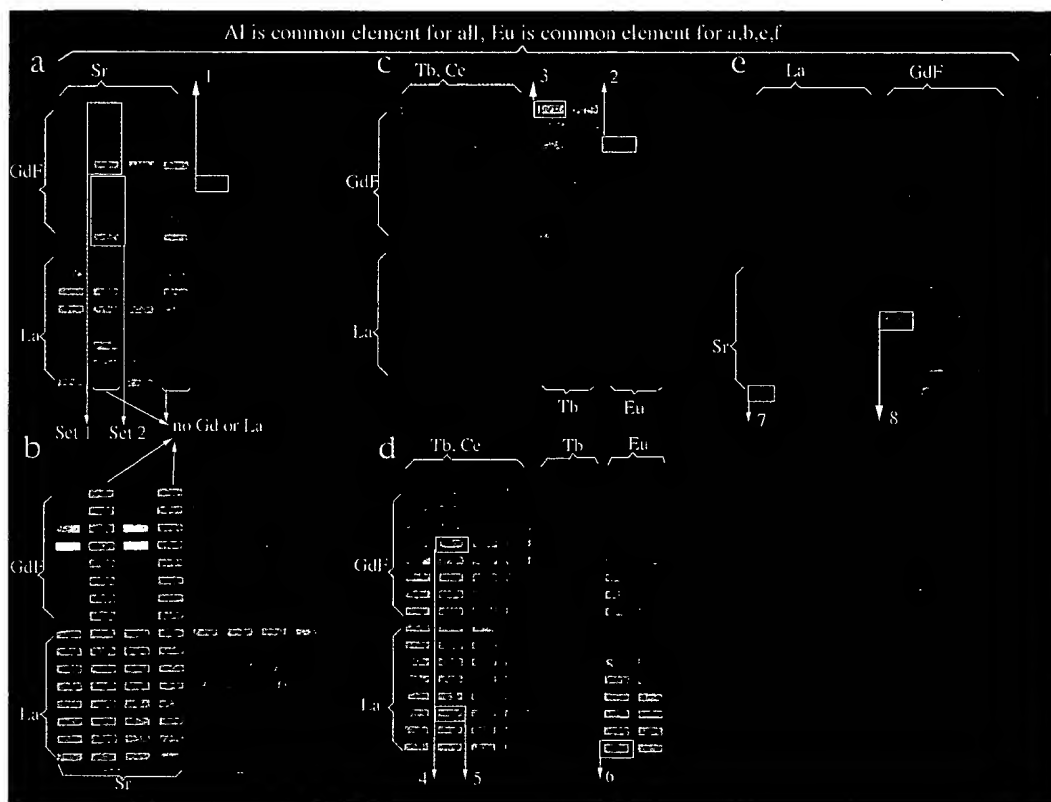 Al is common element for all, Eu is common element for a,b,e,f
a Sr 1 c Tb, Ce 3 2 e La GdF
GdF GdF
La La Sr
Tb Eu 7 8
Set 1 Set 2 no Gd or La
b d Tb, Ce Tb Eu
GdF GdF
La La
Sr 4 5 6